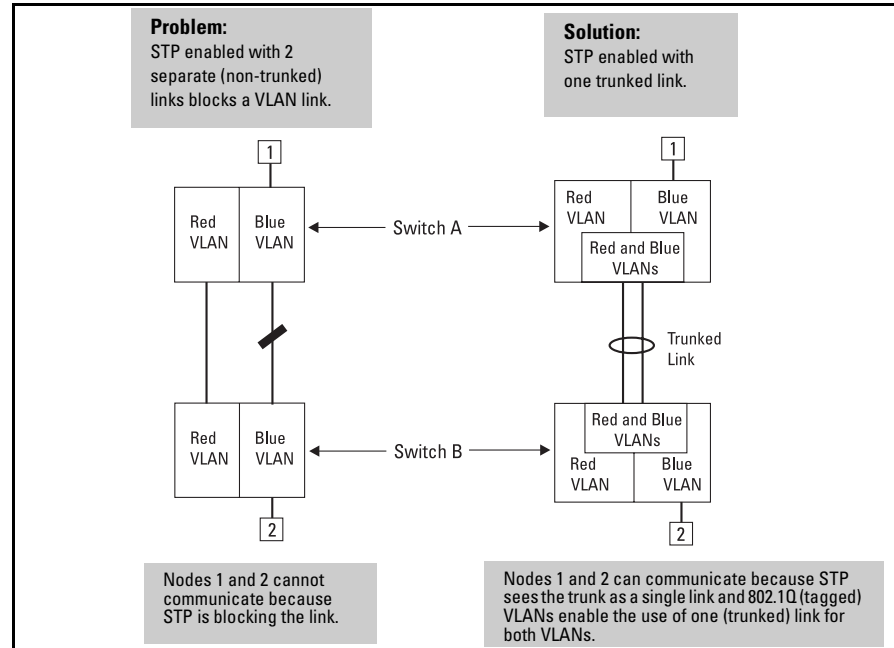 Problem:
STP enabled with 2
separate (non-trunked)
links blocks a VLAN link.
Solution:
STP enabled with
one trunked link.
1
1
Red
VLAN
Blue
VLAN
Switch A
Red
VLAN
Blue
VLAN
Red and Blue
VLANs
Trunked
Link
Red
VLAN
Blue
VLAN
Switch B
Red and Blue
VLANs
Red
VLAN
Blue
VLAN
2
2
Nodes 1 and 2 cannot
communicate because
STP is blocking the link.
Nodes 1 and 2 can communicate because STP
sees the trunk as a single link and 802.1Q (tagged)
VLANs enable the use of one (trunked) link for
both VLANs.